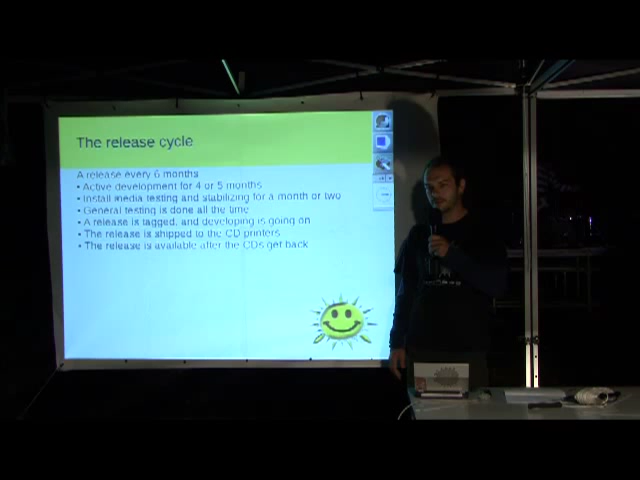 The release cycle
A release every 6 months
• Active development for 4 or 5 months
• Install media testing and stabilizing for a month or two
• General testing is done all the time
• A release is tagged, and developing is going on
• The release is shipped to the CD printers
• The release is available after the CDs get back